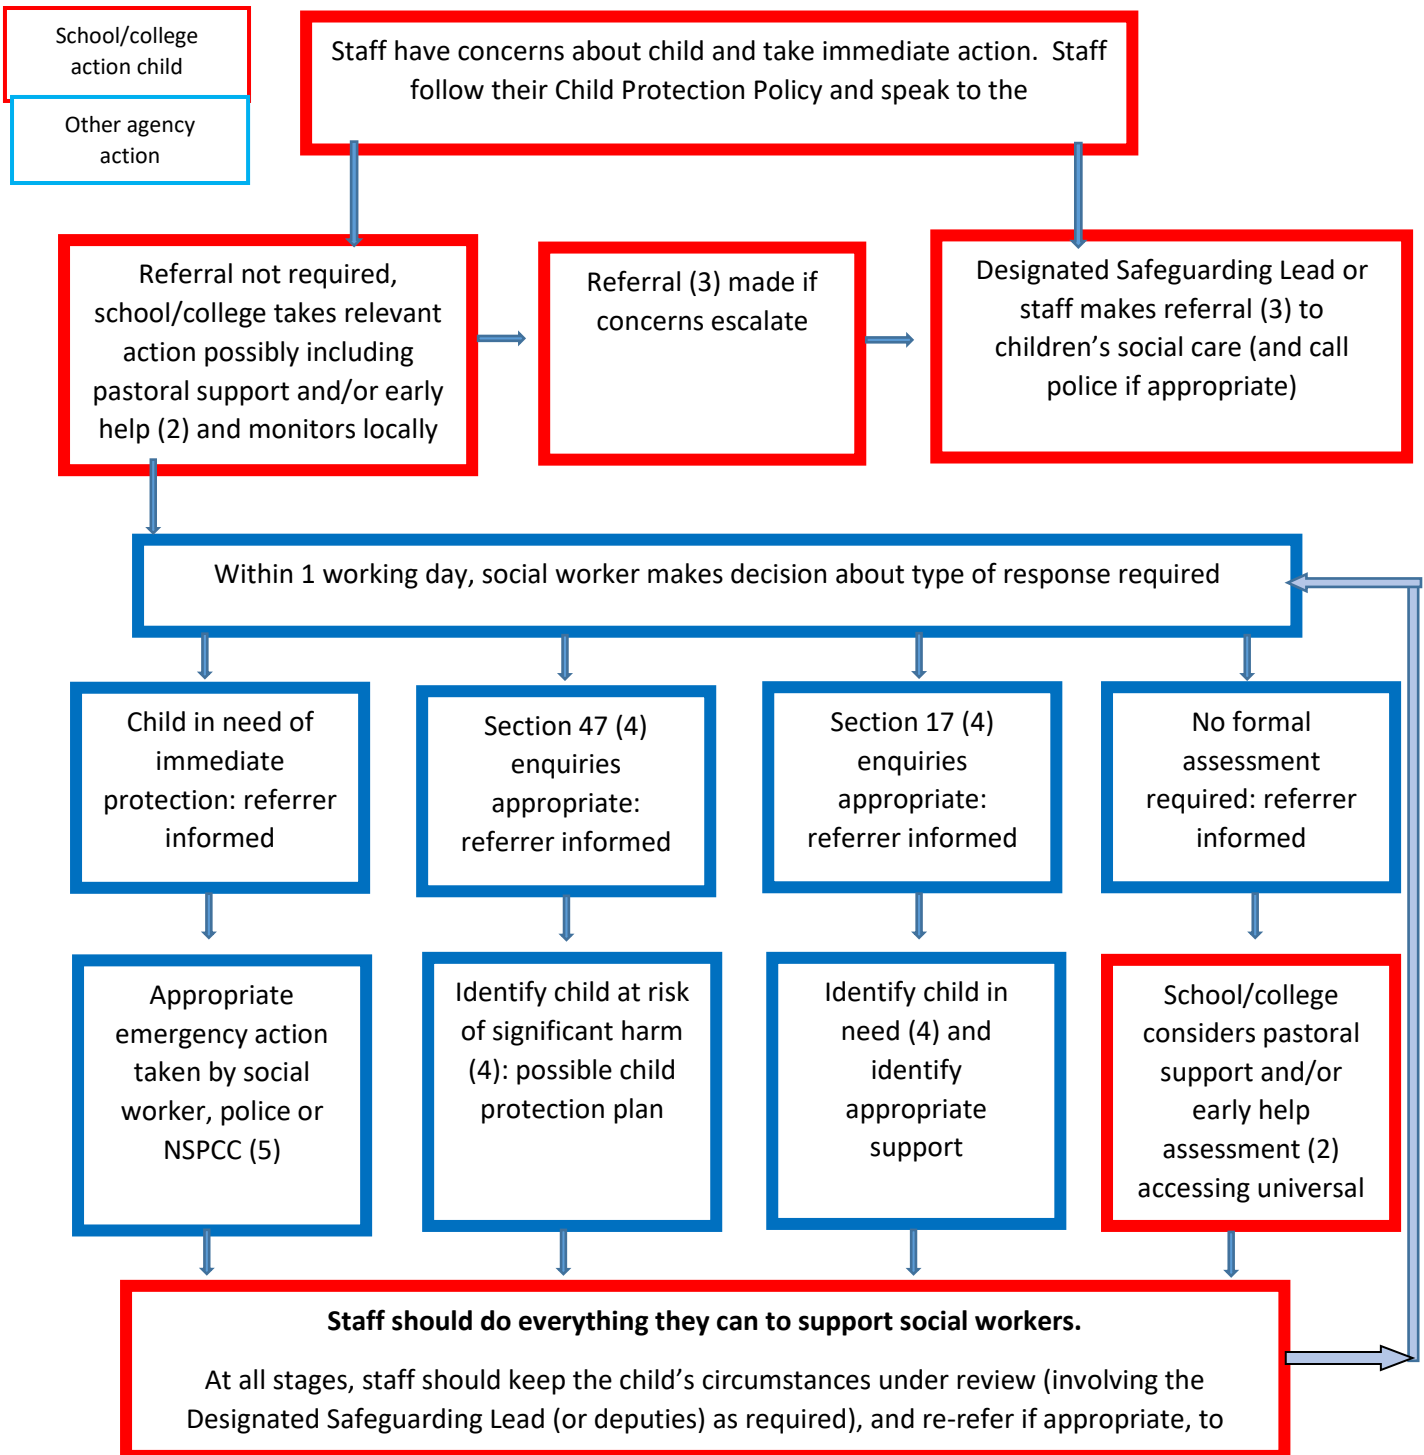 School/college
action child
Other agency
action
Staff have concerns about child and take immediate action.  Staff
follow their Child Protection Policy and speak to the
Referral not required,
school/college takes relevant
action possibly including
pastoral support and/or early
help (2) and monitors locally
Referral (3) made if
concerns escalate
Designated Safeguarding Lead or
staff makes referral (3) to
children’s social care (and call
police if appropriate)
Within 1 working day, social worker makes decision about type of response required
Child in need of
immediate
protection: referrer
informed
Section 47 (4)
enquiries
appropriate:
referrer informed
Section 17 (4)
enquiries
appropriate:
referrer informed
No formal
assessment
required: referrer
informed
Appropriate
emergency action
taken by social
worker, police or
NSPCC (5)
Identify child at risk
of significant harm
(4): possible child
protection plan
Identify child in
need (4) and
identify
appropriate
support
School/college
considers pastoral
support and/or
early help
assessment (2)
accessing universal
Staff should do everything they can to support social workers.
At all stages, staff should keep the child’s circumstances under review (involving the
Designated Safeguarding Lead (or deputies) as required), and re-refer if appropriate, to